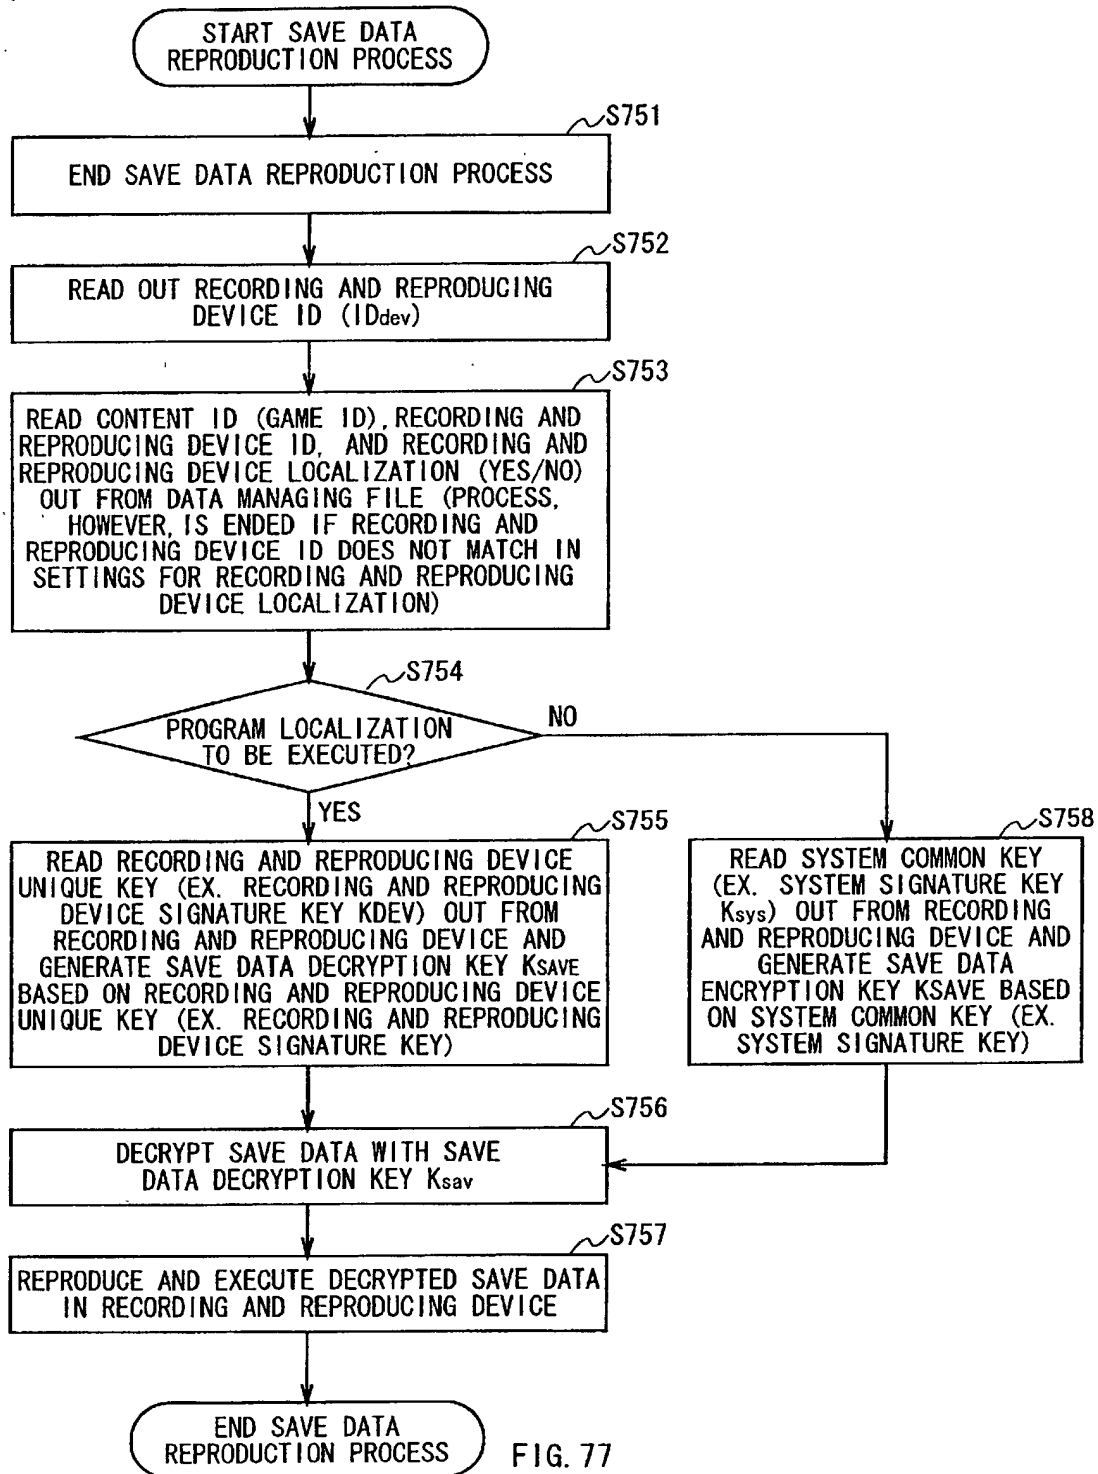 START SAVE DATA
REPRODUCTION PROCESS
S751
END SAVE DATA REPRODUCTION PROCESS
S752
READ OUT RECORDING AND REPRODUCING
DEVICE ID (IDdev)
S753
READ CONTENT ID (GAME ID), RECORDING AND
REPRODUCING DEVICE ID, AND RECORDING AND
REPRODUCING DEVICE LOCALIZATION (YES/NO)
OUT FROM DATA MANAGING FILE (PROCESS,
HOWEVER, IS ENDED IF RECORDING AND
REPRODUCING DEVICE ID DOES NOT MATCH IN
SETTINGS FOR RECORDING AND REPRODUCING
DEVICE LOCALIZATION)
S754
PROGRAM LOCALIZATION
TO BE EXECUTED?
NO
YES
S755
READ RECORDING AND REPRODUCING DEVICE
UNIQUE KEY (EX. RECORDING AND REPRODUCING
DEVICE SIGNATURE KEY KDEV) OUT FROM
RECORDING AND REPRODUCING DEVICE AND
GENERATE SAVE DATA DECRYPTION KEY KSAVE
BASED ON RECORDING AND REPRODUCING DEVICE
UNIQUE KEY (EX. RECORDING AND REPRODUCING
DEVICE SIGNATURE KEY)
S758
READ SYSTEM COMMON KEY
(EX. SYSTEM SIGNATURE KEY
Ksys) OUT FROM RECORDING
AND REPRODUCING DEVICE AND
GENERATE SAVE DATA
ENCRYPTION KEY KSAVE BASED
ON SYSTEM COMMON KEY (EX.
SYSTEM SIGNATURE KEY)
S756
DECRYPT SAVE DATA WITH SAVE
DATA DECRYPTION KEY Ksav
S757
REPRODUCE AND EXECUTE DECRYPTED SAVE DATA
IN RECORDING AND REPRODUCING DEVICE
END SAVE DATA
REPRODUCTION PROCESS
FIG. 77